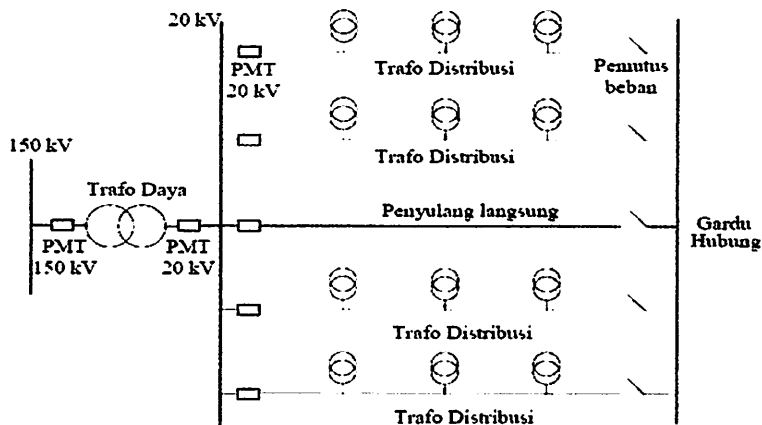 20 kV
PMT
20 kV
Trafo Distribusi
Pemutus
beban
Trafo Distribusi
150 kV
Trafo Daya
PMT
150 kV
PMT
20 kV
Penyulang langsung
Gardu
Hubung
Trafo Distribusi
Trafo Distribusi